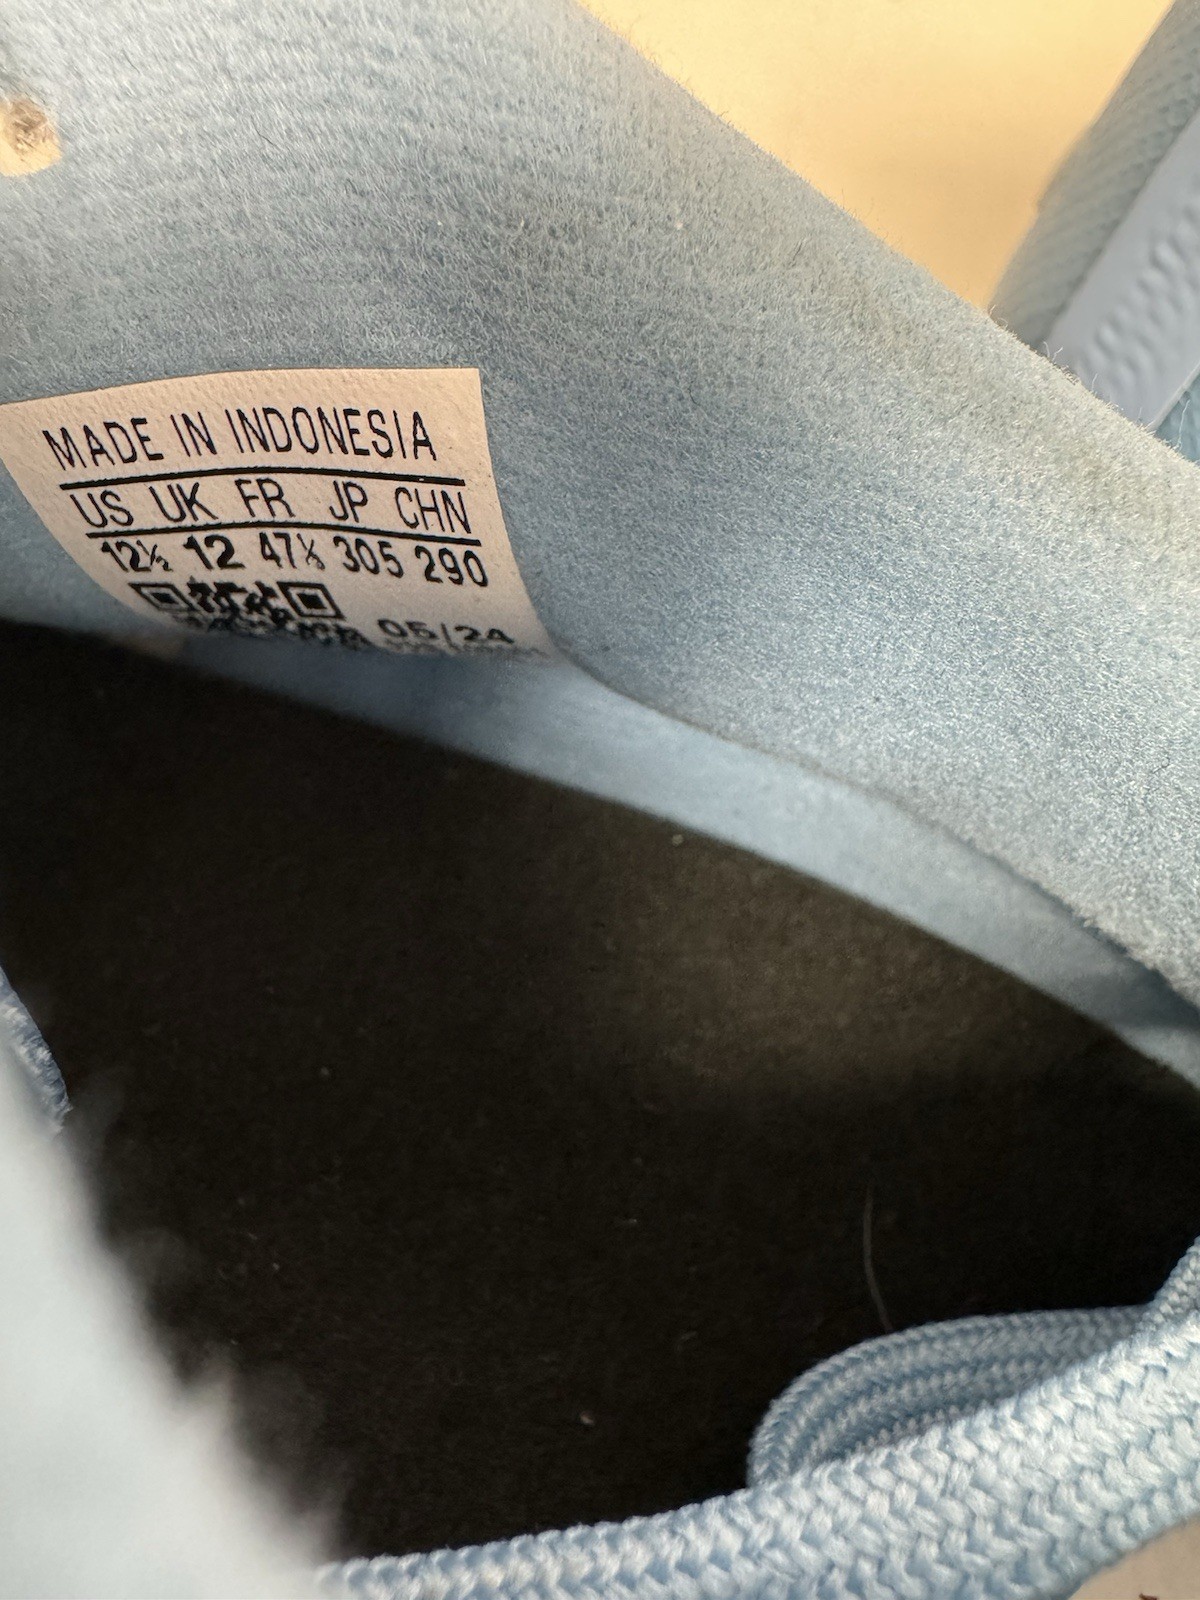 MADE IN INDONESIA
US UK FR JP CHN
12½ 12 47⅓ 305 290
05/24